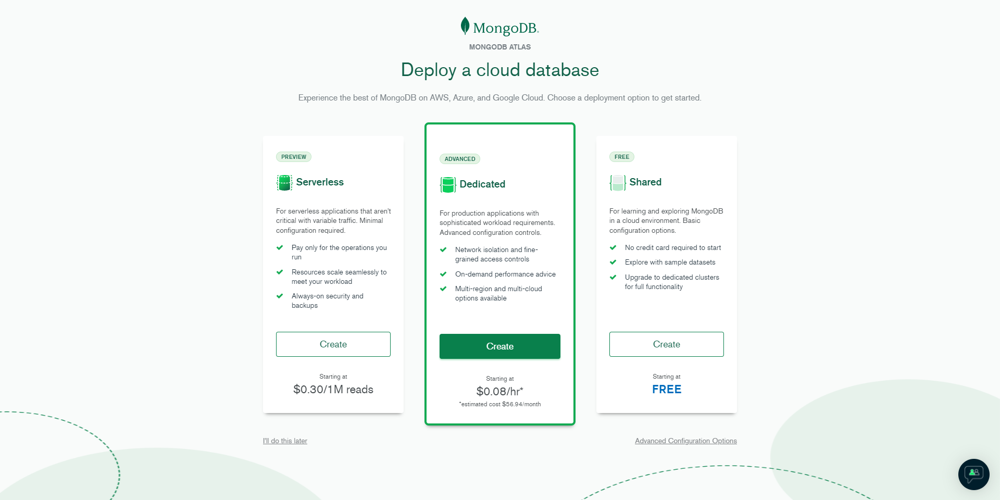 MongoDB®
MONGODB ATLAS
Deploy a cloud database
Experience the best of MongoDB on AWS, Azure, and Google Cloud. Choose a deployment option to get started.
PREVIEW
Serverless
For serverless applications that aren't
critical with variable traffic. Minimal
configuration required.
Pay only for the operations you
run
Resources scale seamlessly to
meet your workload
Always-on security and
backups
Create
Starting at
$0.30/1M reads
ADVANCED
Dedicated
For production applications with
sophisticated workload requirements.
Advanced configuration controls.
Network isolation and fine-
grained access controls
On-demand performance advice
Multi-region and multi-cloud
options available
Create
Starting at
$0.08/hr*
*estimated cost $56.94/month
FREE
Shared
For learning and exploring MongoDB
in a cloud environment. Basic
configuration options.
No credit card required to start
Explore with sample datasets
Upgrade to dedicated clusters
for full functionality
Create
Starting at
FREE
I'll do this later
Advanced Configuration Options